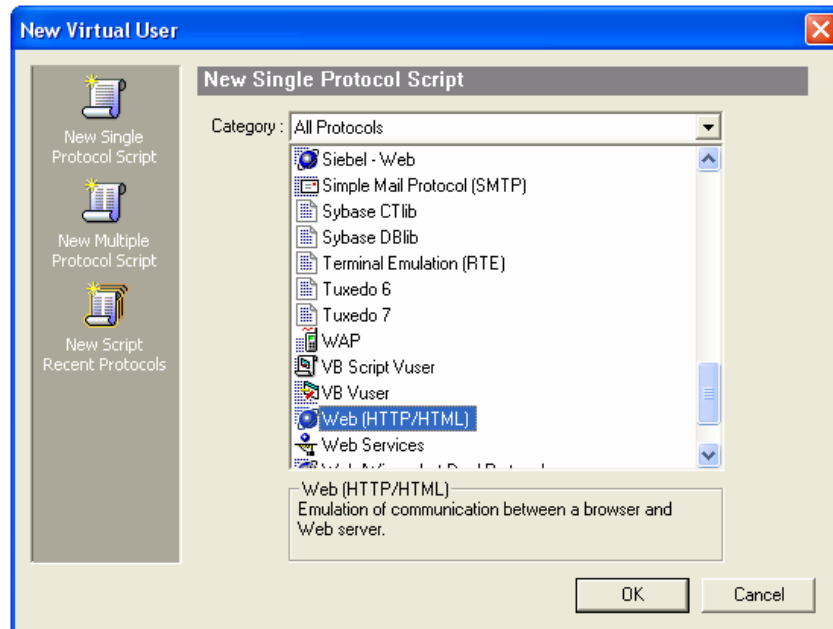 New Virtual User
New Single
Protocol Script
New Multiple
Protocol Script
New Script
Recent Protocols
New Single Protocol Script
Category : All Protocols
Siebel - Web
Simple Mail Protocol (SMTP)
Sybase CTlib
Sybase DBlib
Terminal Emulation (RTE)
Tuxedo 6
Tuxedo 7
WAP
VB Script Vuser
VB Vuser
Web (HTTP/HTML)
Web Services
Web (HTTP/HTML)
Emulation of communication between a browser and
Web server.
OK Cancel